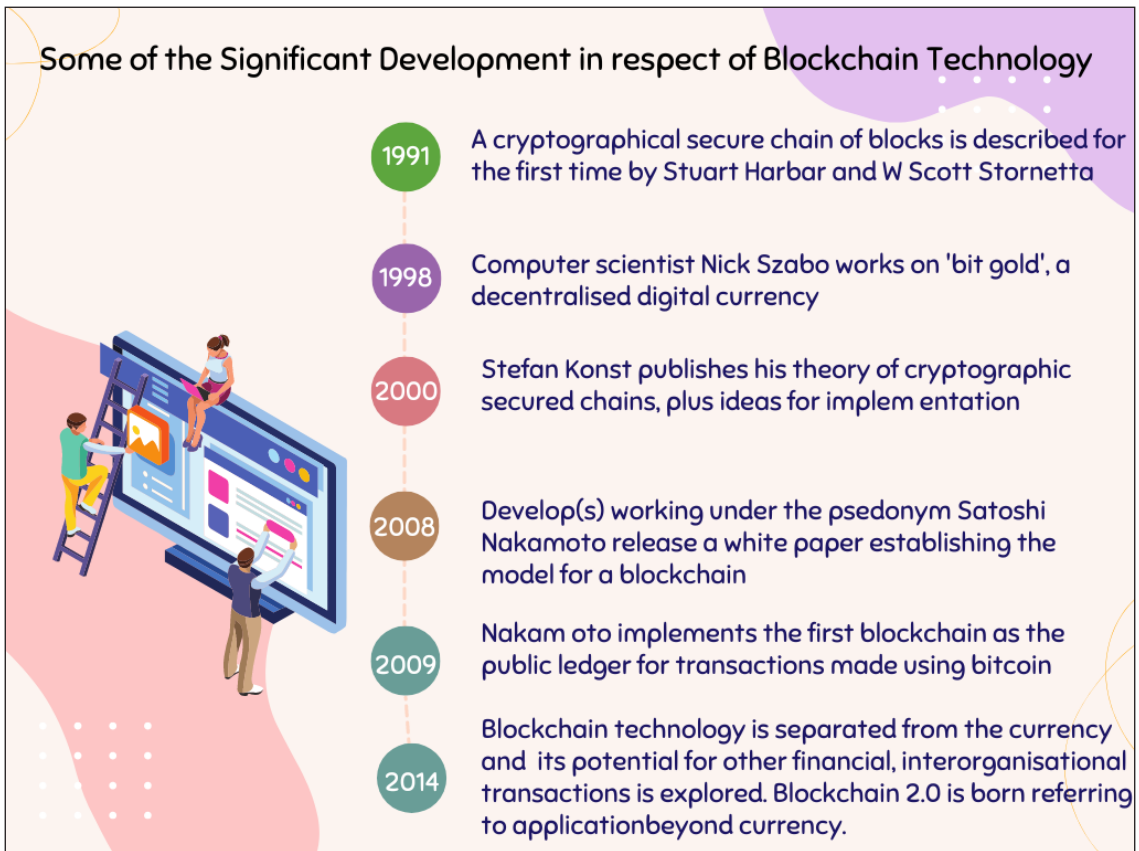 Some of the Significant Development in respect of Blockchain Technology
1991
A cryptographical secure chain of blocks is described for
the first time by Stuart Harbar and W Scott Stornetta
1998
Computer scientist Nick Szabo works on 'bit gold', a
decentralised digital currency
2000
Stefan Konst publishes his theory of cryptographic
secured chains, plus ideas for implem entation
2008
Develop(s) working under the psedonym Satoshi
Nakamoto release a white paper establishing the
model for a blockchain
2009
Nakam oto implements the first blockchain as the
public ledger for transactions made using bitcoin
2014
Blockchain technology is separated from the currency
and its potential for other financial, interorganisational
transactions is explored. Blockchain 2.0 is born referring
to applicationbeyond currency.